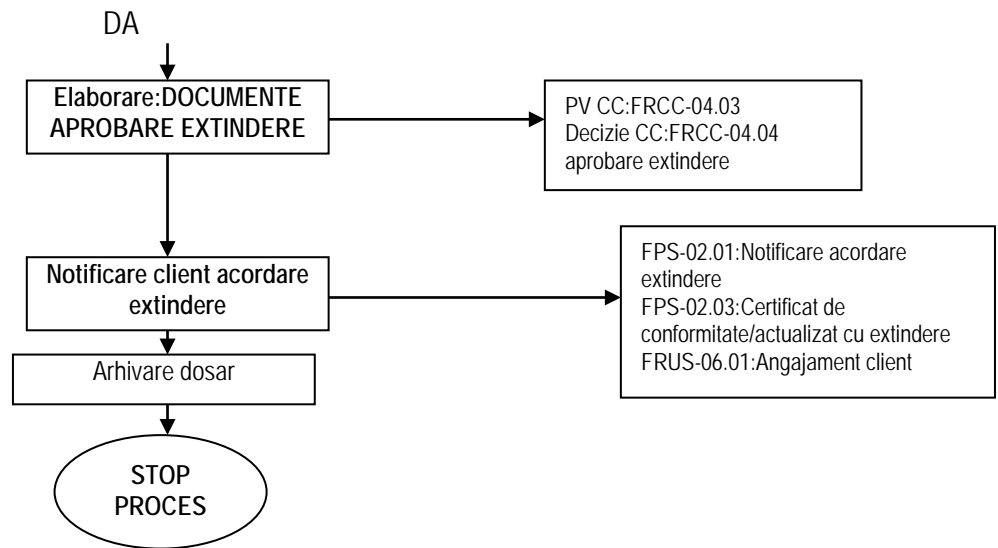 DA
Elaborare:DOCUMENTE
APROBARE EXTINDERE
PV CC:FRCC-04.03
Decizie CC:FRCC-04.04
aprobare extindere
Notificare client acordare
extindere
FPS-02.01:Notificare acordare
extindere
FPS-02.03:Certificat de
conformitate/actualizat cu extindere
FRUS-06.01:Angajament client
Arhivare dosar
STOP
PROCES